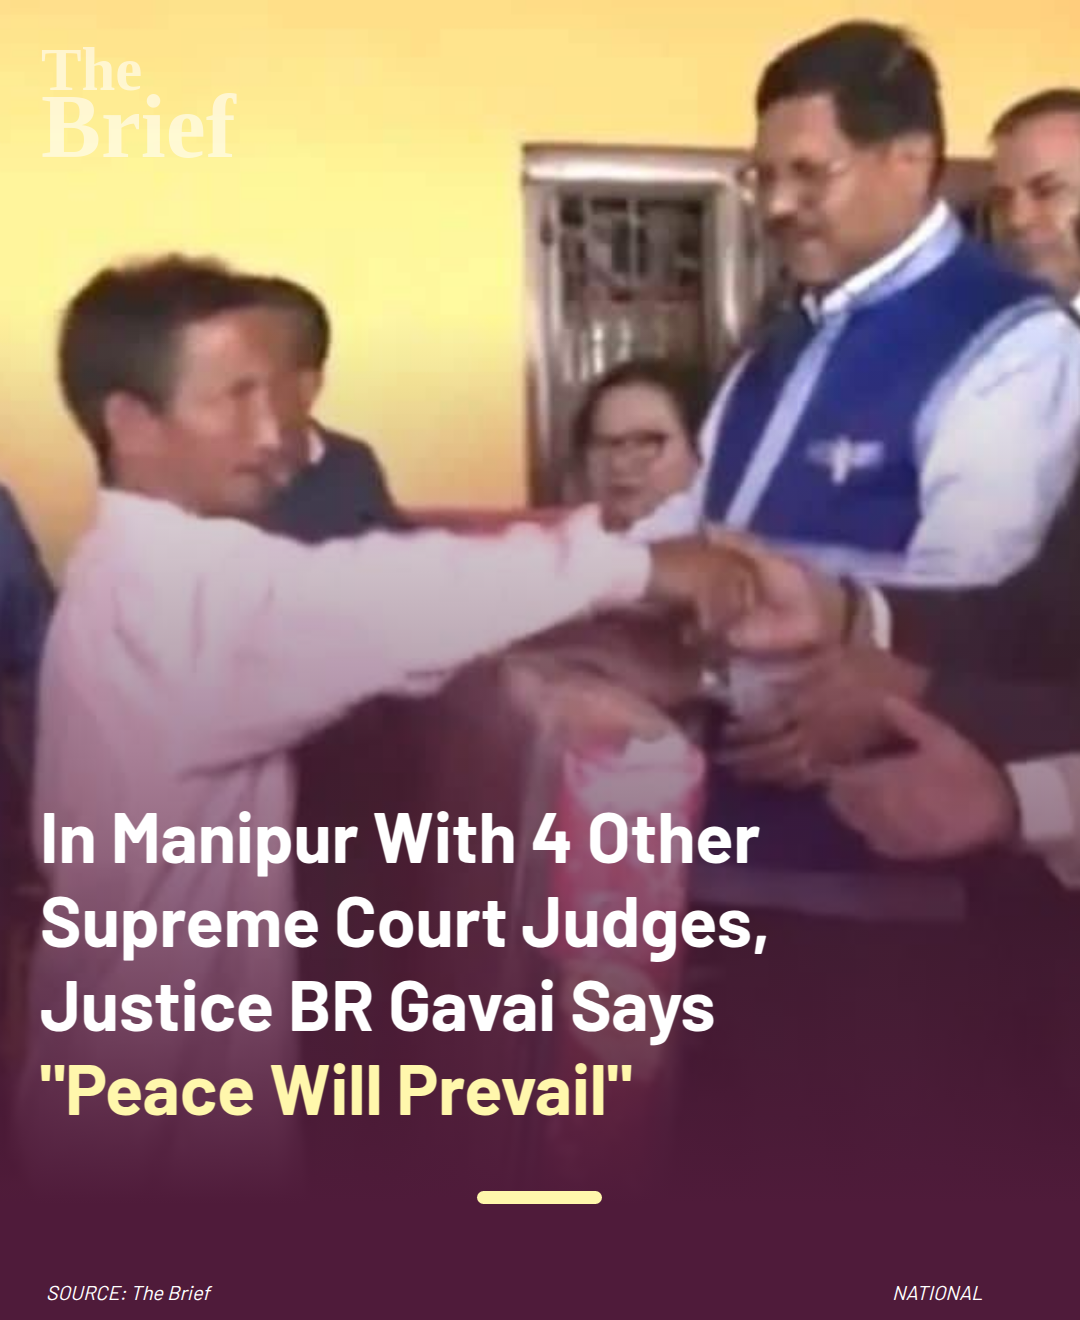 The
Brief
In Manipur With 4 Other
Supreme Court Judges,
Justice BR Gavai Says
"Peace Will Prevail"
SOURCE: The Brief
NATIONAL